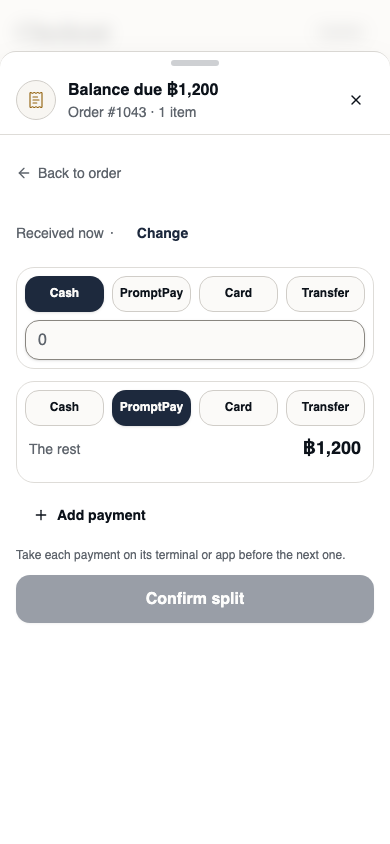 Balance due ฿1,200
Order #1043 · 1 item
Back to order
Received now · Change
Cash PromptPay Card Transfer
0
Cash PromptPay Card Transfer
The rest ฿1,200
Add payment
Take each payment on its terminal or app before the next one.
Confirm split